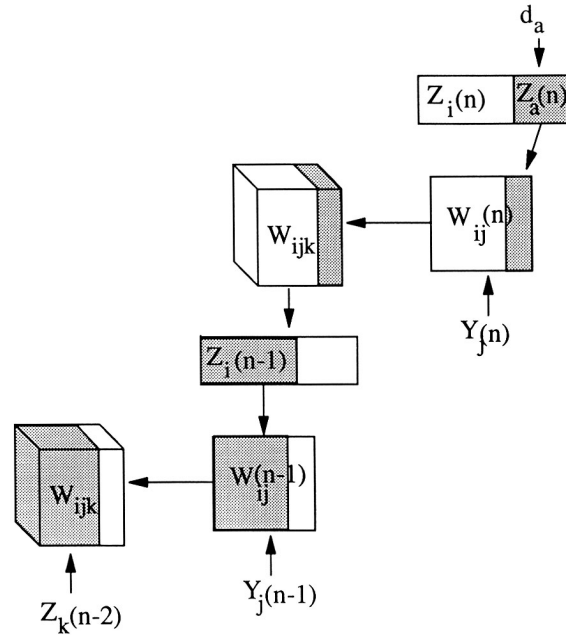 d_a
Z_i(n) Z_a(n)
W_ijk W_ij(n)
Y_j(n)
Z_i(n-1)
W_ijk W_ij(n-1)
Z_k(n-2) Y_j(n-1)